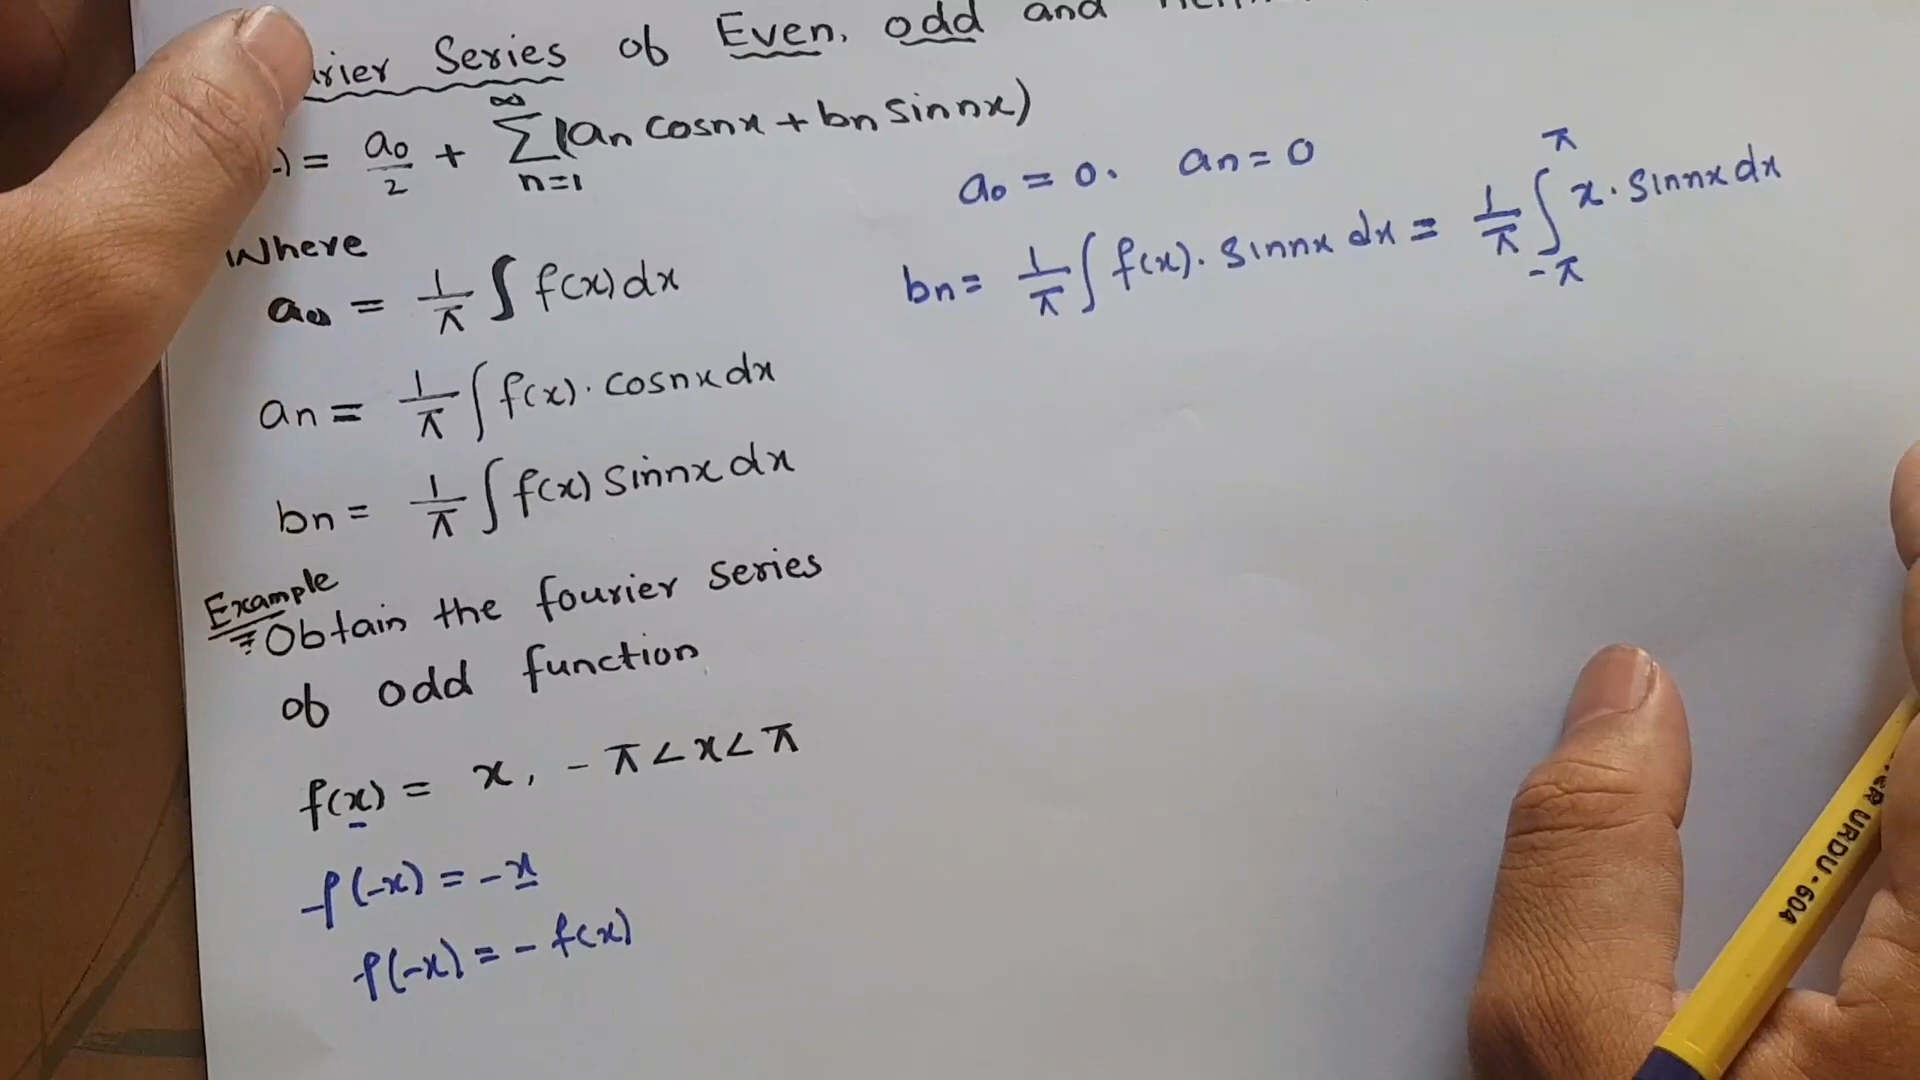 Series of Even, odd and
= a0/2 + ∞ Σ n=1 (an cosnx + bn sinnx)
Where
a0 = 1/π ∫ f(x)dx
an = 1/π ∫ f(x) · cosnx dx
bn = 1/π ∫ f(x) sinnx dx
Example
Obtain the fourier series
of odd function
f(x) = x, -π < x < π
f(-x) = -x
f(-x) = - f(x)
a0 = 0, an = 0
bn = 1/π ∫ f(x) · sinnx dx = 1/π ∫ -π π x · sinnx dx
URDU - 604